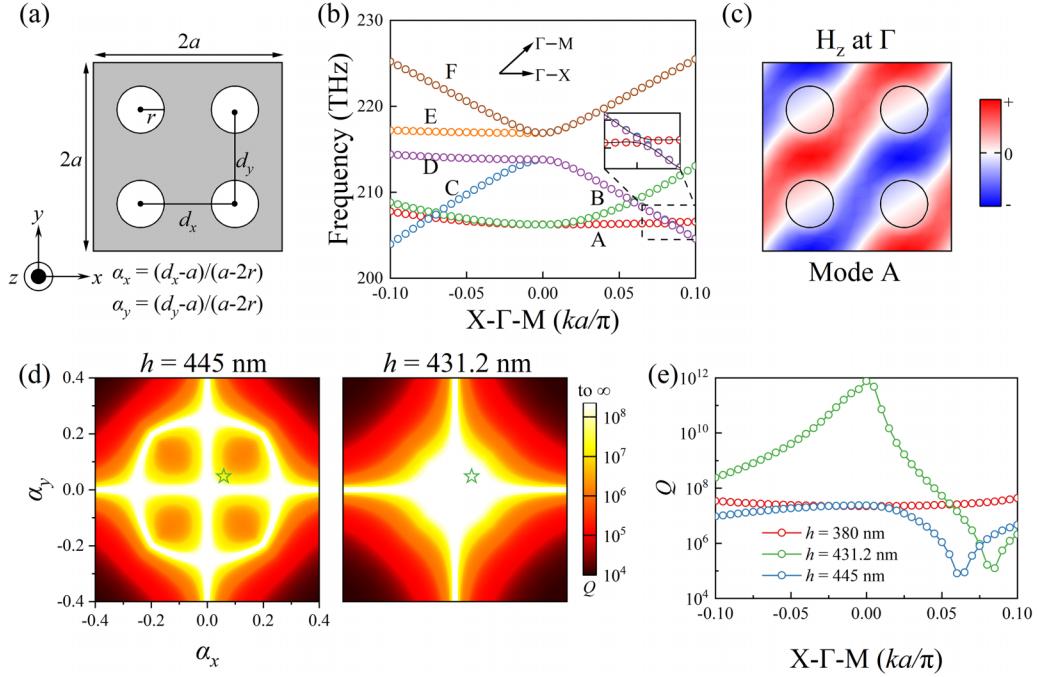 (a)
2a
2a
r
d_y
d_x
y
z
x
α_x = (d_x-a)/(a-2r)
α_y = (d_y-a)/(a-2r)
(b)
Frequency (THz)
230
220
210
200
-0.10
-0.05
0.00
0.05
0.10
X-Γ-M (ka/π)
Γ−M
Γ−X
F
E
D
C
B
A
(c)
H_z at Γ
+
0
-
Mode A
(d)
h = 445 nm
h = 431.2 nm
α_y
0.4
0.2
0.0
-0.2
-0.4
-0.4
-0.2
0.0
0.2
0.4
α_x
to ∞
10^8
10^7
10^6
10^5
10^4
Q
(e)
Q
10^12
10^10
10^8
10^6
10^4
h = 380 nm
h = 431.2 nm
h = 445 nm
-0.10
-0.05
0.00
0.05
0.10
X-Γ-M (ka/π)